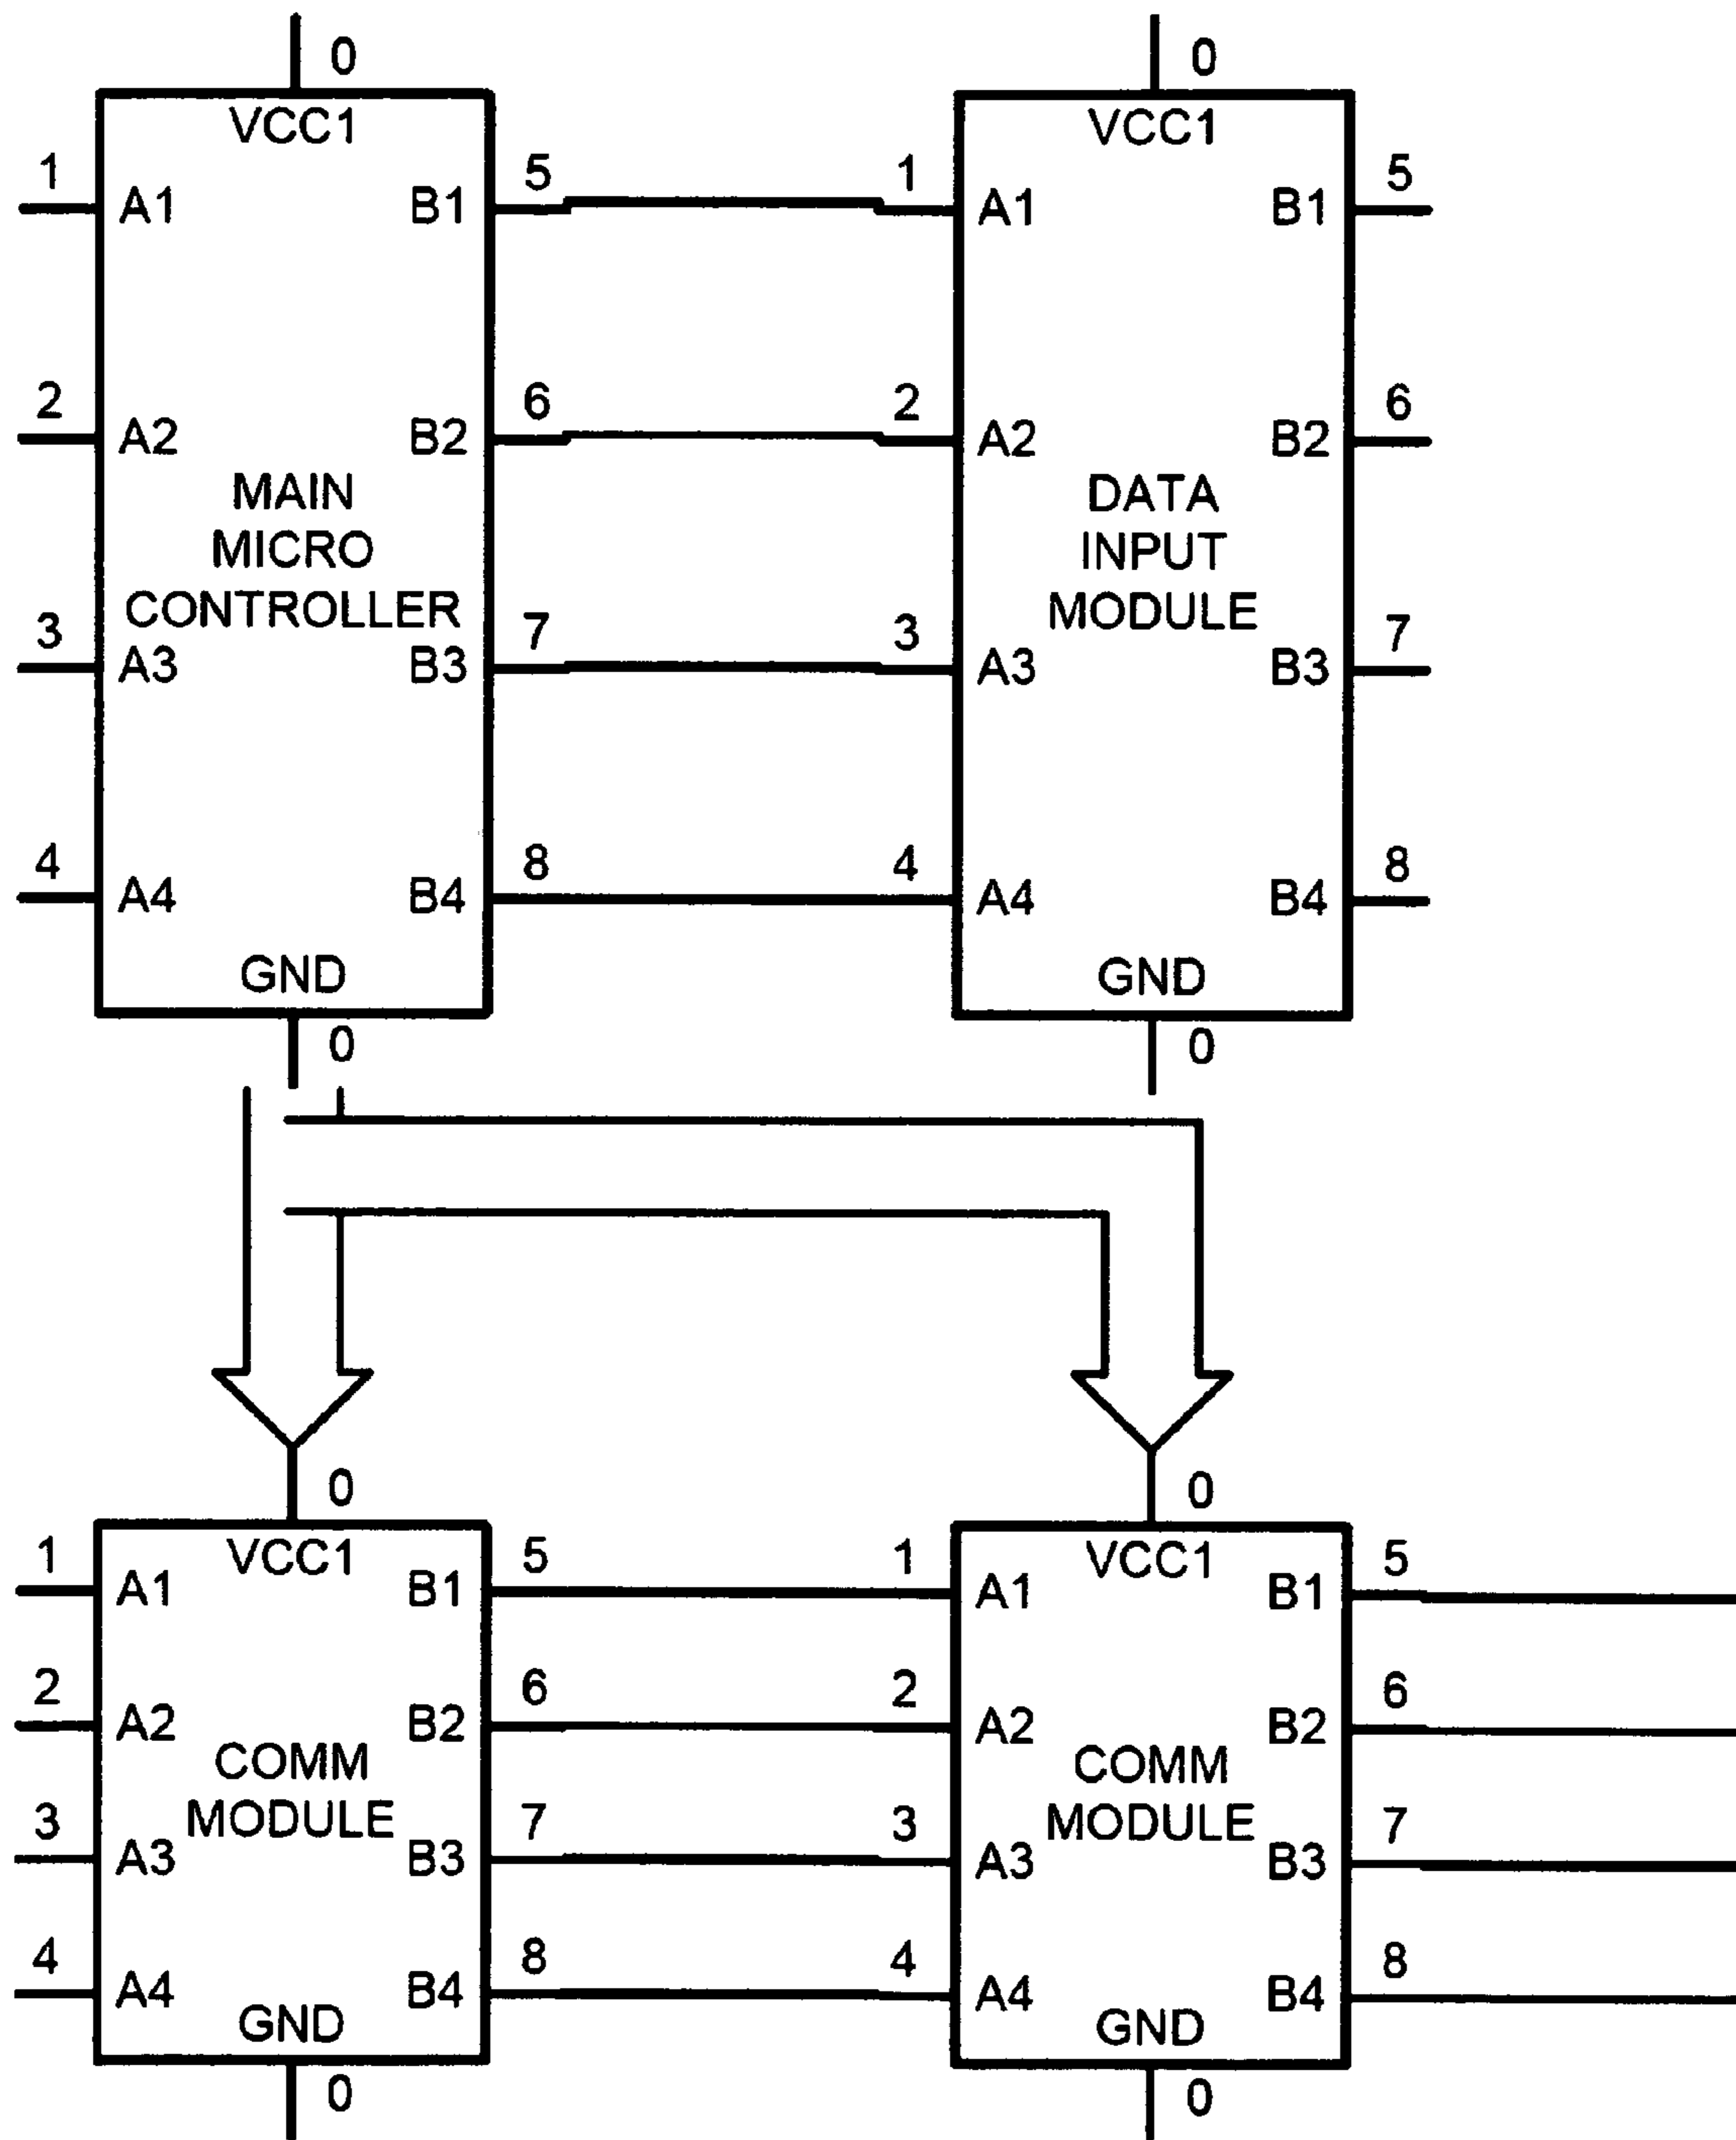 0 0
VCC1 VCC1
1 5 1 5
A1 B1 A1 B1
2 6 2 6
A2 B2 A2 B2
MAIN DATA
MICRO INPUT
CONTROLLER MODULE
3 7 3 7
A3 B3 A3 B3
4 8 4 8
A4 B4 A4 B4
GND GND
0 0
0 0
VCC1 VCC1
1 5 1 5
A1 B1 A1 B1
2 6 2 6
A2 B2 A2 B2
COMM COMM
MODULE MODULE
3 7 3 7
A3 B3 A3 B3
4 8 4 8
A4 B4 A4 B4
GND GND
0 0